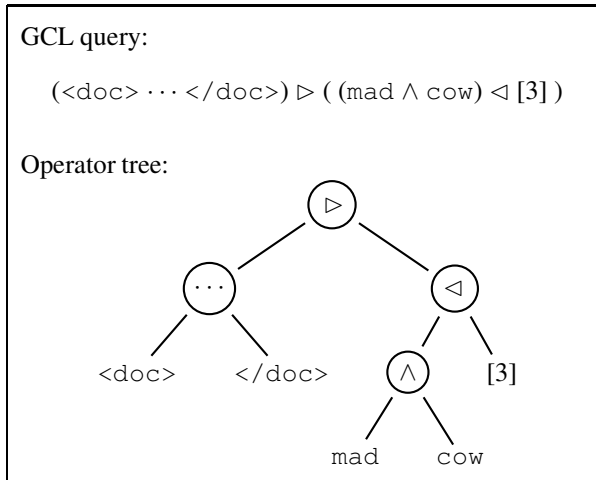 GCL query:
(<doc> ··· </doc>) ▷ ( (mad ∧ cow) ◁ [3] )
Operator tree:
▷
··· ◁
<doc> </doc> ∧ [3]
mad cow